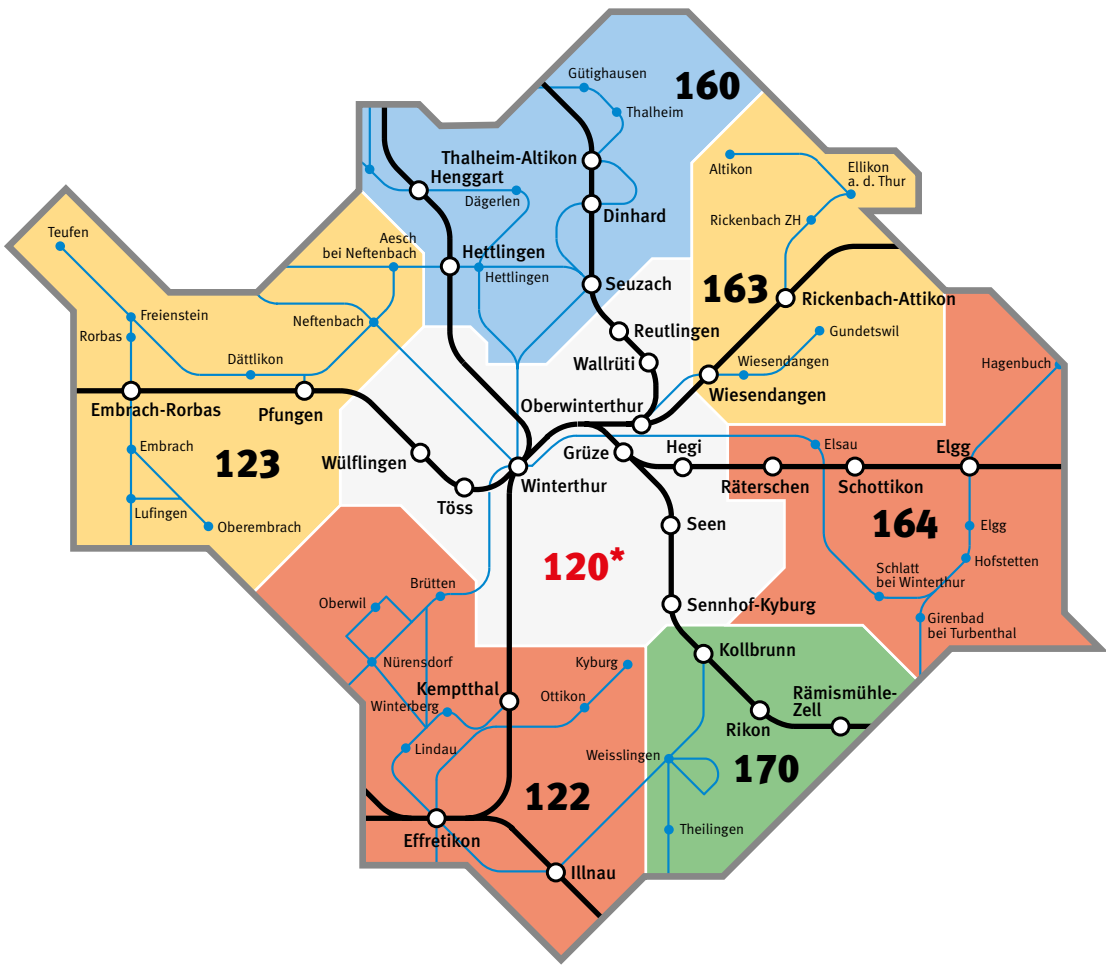 Gütighausen
160
Thalheim
Thalheim-Altikon
Henggart
Dägerlen
Dinhard
Altikon
Ellikon
a. d. Thur
Rickenbach ZH
Teufen
Aesch
bei Neftenbach
Hettlingen
Hettlingen
Seuzach
163
Rickenbach-Attikon
Freienstein
Rorbas
Neftenbach
Reutlingen
Gundetswil
Dättlikon
Wallrüti
Wiesendangen
Hagenbuch
Embrach-Rorbas
Pfungen
Oberwinterthur
Wiesendangen
Embrach
123
Wülflingen
Grüze
Hegi
Elsau
Elgg
Töss
Winterthur
Räterschen
Schottikon
Lufingen
Oberembrach
Seen
164
Elgg
120*
Hofstetten
Schlatt
bei Winterthur
Brütten
Oberwil
Sennhof-Kyburg
Girenbad
bei Turbenthal
Nürensdorf
Kyburg
Kollbrunn
Kemptthal
Ottikon
Rämismühle-
Zell
Winterberg
Rikon
Lindau
Weisslingen
170
122
Theilingen
Effretikon
Illnau